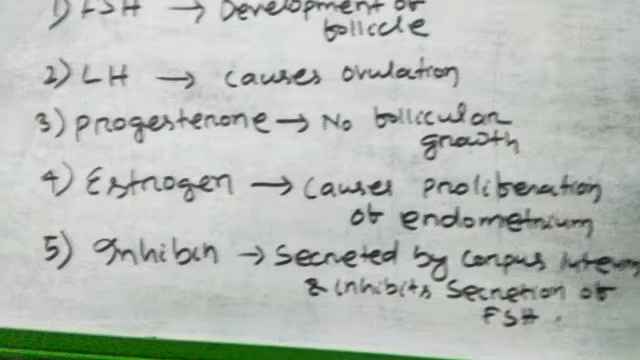 1) FSH → Development of
follicle
2) LH → causes ovulation
3) Progesterone → No follicular
growth
4) Estrogen → causes proliferation
of endometrium
5) Inhibin → Secreted by corpus luteum
& inhibits secretion of
FSH.